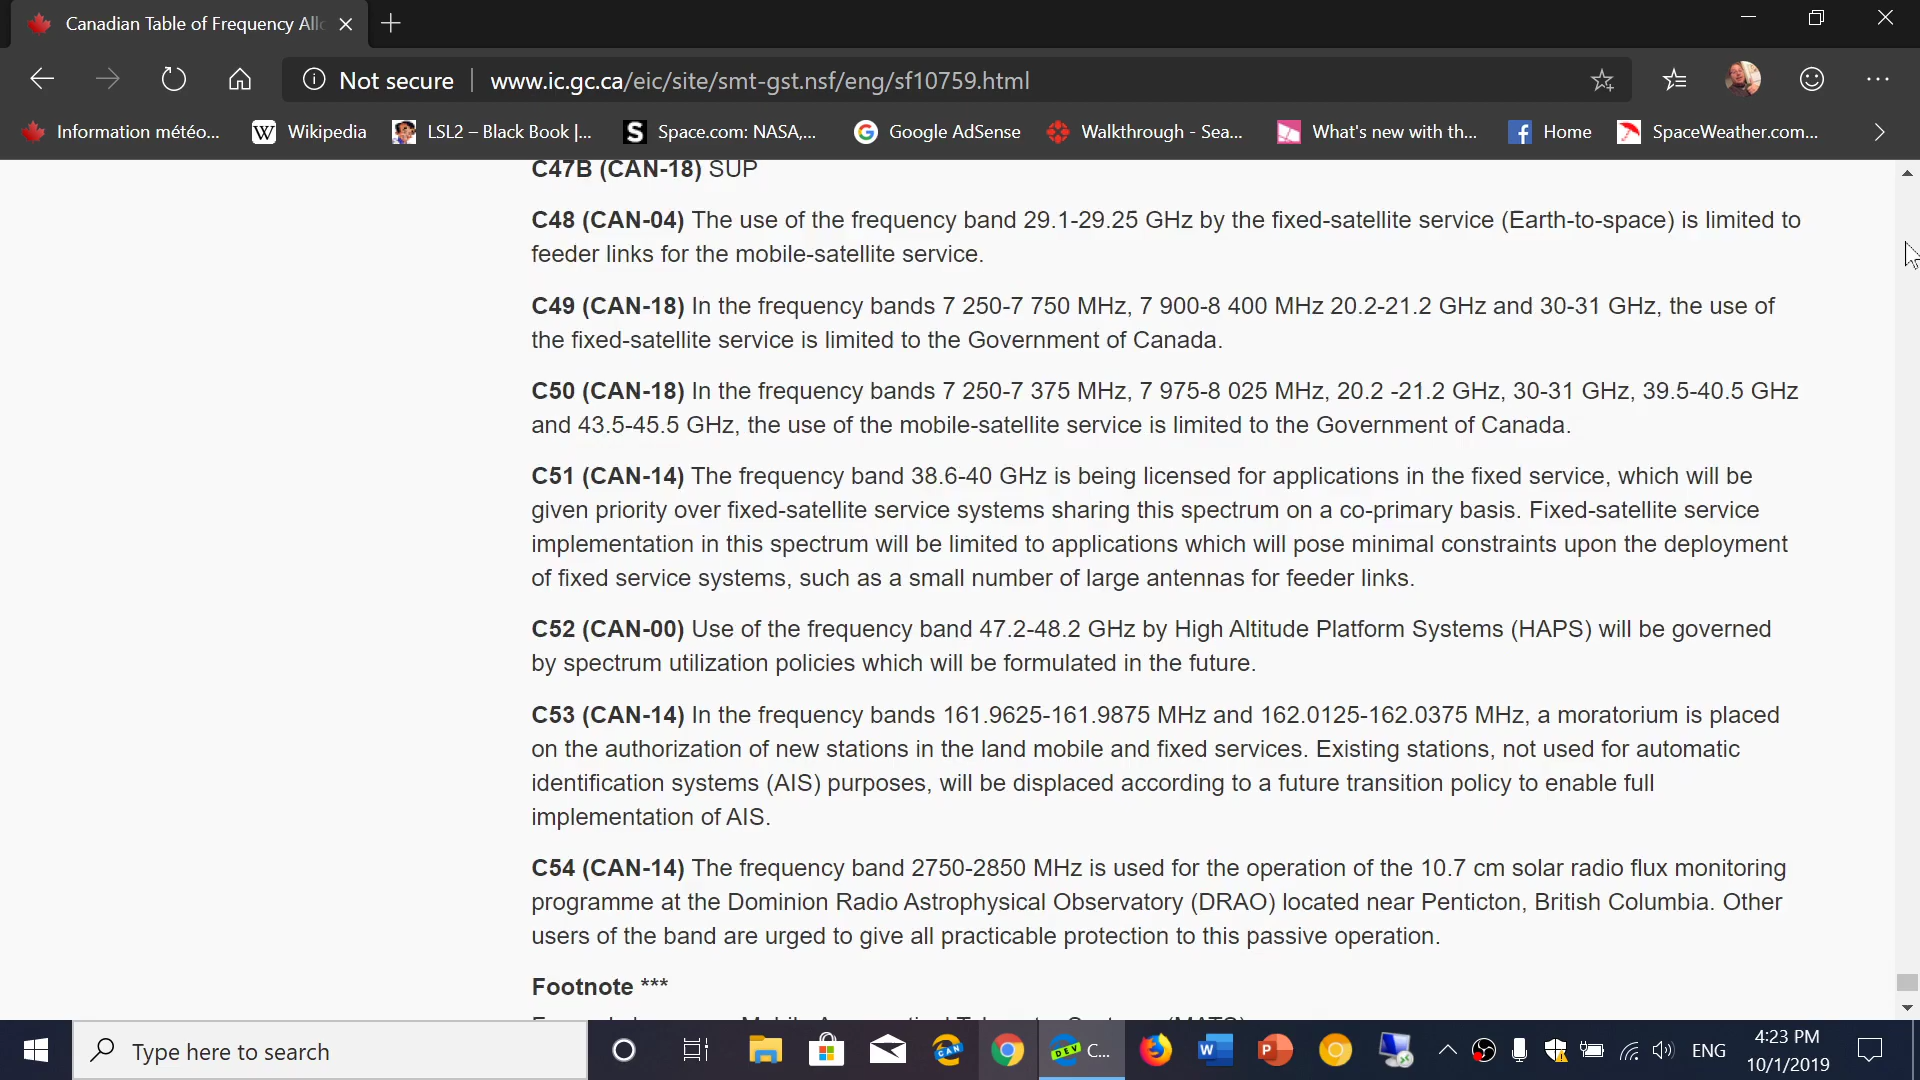 Canadian Table of Frequency Allo
Not secure www.ic.gc.ca/eic/site/smt-gst.nsf/eng/sf10759.html
Information météo... Wikipedia LSL2 – Black Book |... Space.com: NASA,... Google AdSense Walkthrough - Sea... What's new with th... Home SpaceWeather.com...
C47B (CAN-18) SUP
C48 (CAN-04) The use of the frequency band 29.1-29.25 GHz by the fixed-satellite service (Earth-to-space) is limited to
feeder links for the mobile-satellite service.
C49 (CAN-18) In the frequency bands 7 250-7 750 MHz, 7 900-8 400 MHz 20.2-21.2 GHz and 30-31 GHz, the use of
the fixed-satellite service is limited to the Government of Canada.
C50 (CAN-18) In the frequency bands 7 250-7 375 MHz, 7 975-8 025 MHz, 20.2 -21.2 GHz, 30-31 GHz, 39.5-40.5 GHz
and 43.5-45.5 GHz, the use of the mobile-satellite service is limited to the Government of Canada.
C51 (CAN-14) The frequency band 38.6-40 GHz is being licensed for applications in the fixed service, which will be
given priority over fixed-satellite service systems sharing this spectrum on a co-primary basis. Fixed-satellite service
implementation in this spectrum will be limited to applications which will pose minimal constraints upon the deployment
of fixed service systems, such as a small number of large antennas for feeder links.
C52 (CAN-00) Use of the frequency band 47.2-48.2 GHz by High Altitude Platform Systems (HAPS) will be governed
by spectrum utilization policies which will be formulated in the future.
C53 (CAN-14) In the frequency bands 161.9625-161.9875 MHz and 162.0125-162.0375 MHz, a moratorium is placed
on the authorization of new stations in the land mobile and fixed services. Existing stations, not used for automatic
identification systems (AIS) purposes, will be displaced according to a future transition policy to enable full
implementation of AIS.
C54 (CAN-14) The frequency band 2750-2850 MHz is used for the operation of the 10.7 cm solar radio flux monitoring
programme at the Dominion Radio Astrophysical Observatory (DRAO) located near Penticton, British Columbia. Other
users of the band are urged to give all practicable protection to this passive operation.
Footnote ***
Type here to search
CAN
DEV C...
ENG
4:23 PM
10/1/2019